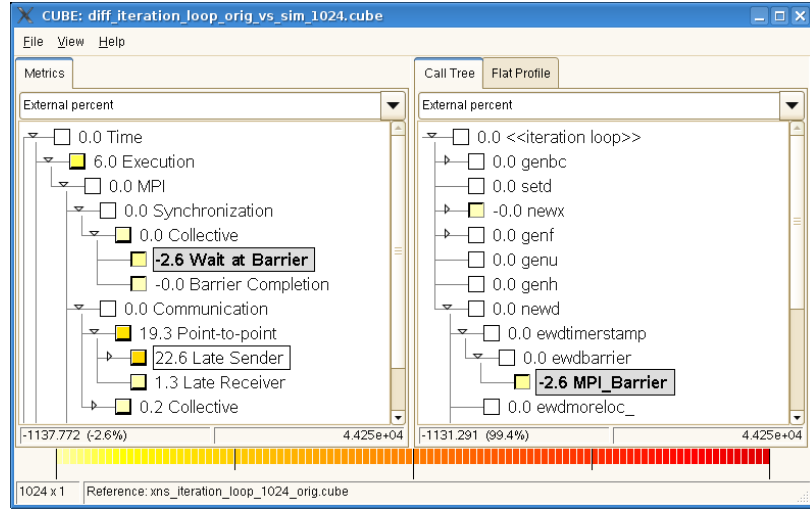 CUBE: diff_iteration_loop_orig_vs_sim_1024.cube
File View Help
Metrics
External percent
0.0 Time
6.0 Execution
0.0 MPI
0.0 Synchronization
0.0 Collective
-2.6 Wait at Barrier
-0.0 Barrier Completion
0.0 Communication
19.3 Point-to-point
22.6 Late Sender
1.3 Late Receiver
0.2 Collective
-1137.772 (-2.6%) 4.425e+04
Call Tree Flat Profile
External percent
0.0 <<iteration loop>>
0.0 genbc
0.0 setd
-0.0 newx
0.0 genf
0.0 genu
0.0 genh
0.0 newd
0.0 ewdtimerstamp
0.0 ewdbarrier
-2.6 MPI_Barrier
0.0 ewdmoreloc_
-1131.291 (99.4%) 4.425e+04
1024 x 1 Reference: xns_iteration_loop_1024_orig.cube